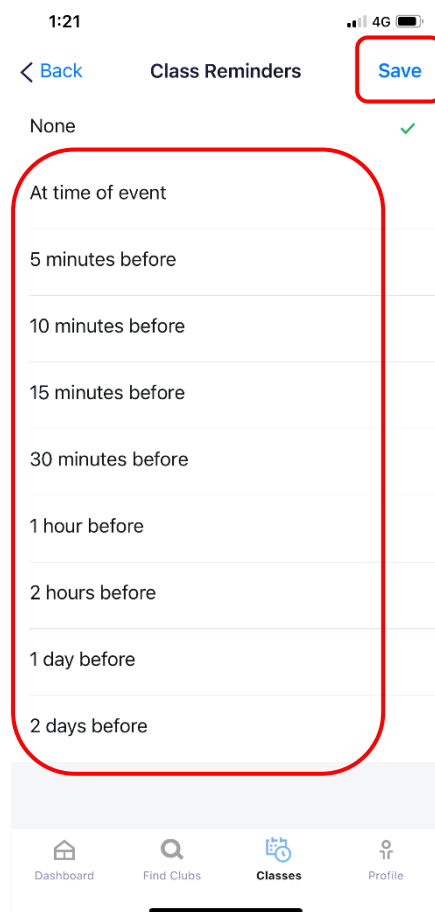 1:21 4G
Back Class Reminders Save
None
At time of event
5 minutes before
10 minutes before
15 minutes before
30 minutes before
1 hour before
2 hours before
1 day before
2 days before
Dashboard Find Clubs Classes Profile